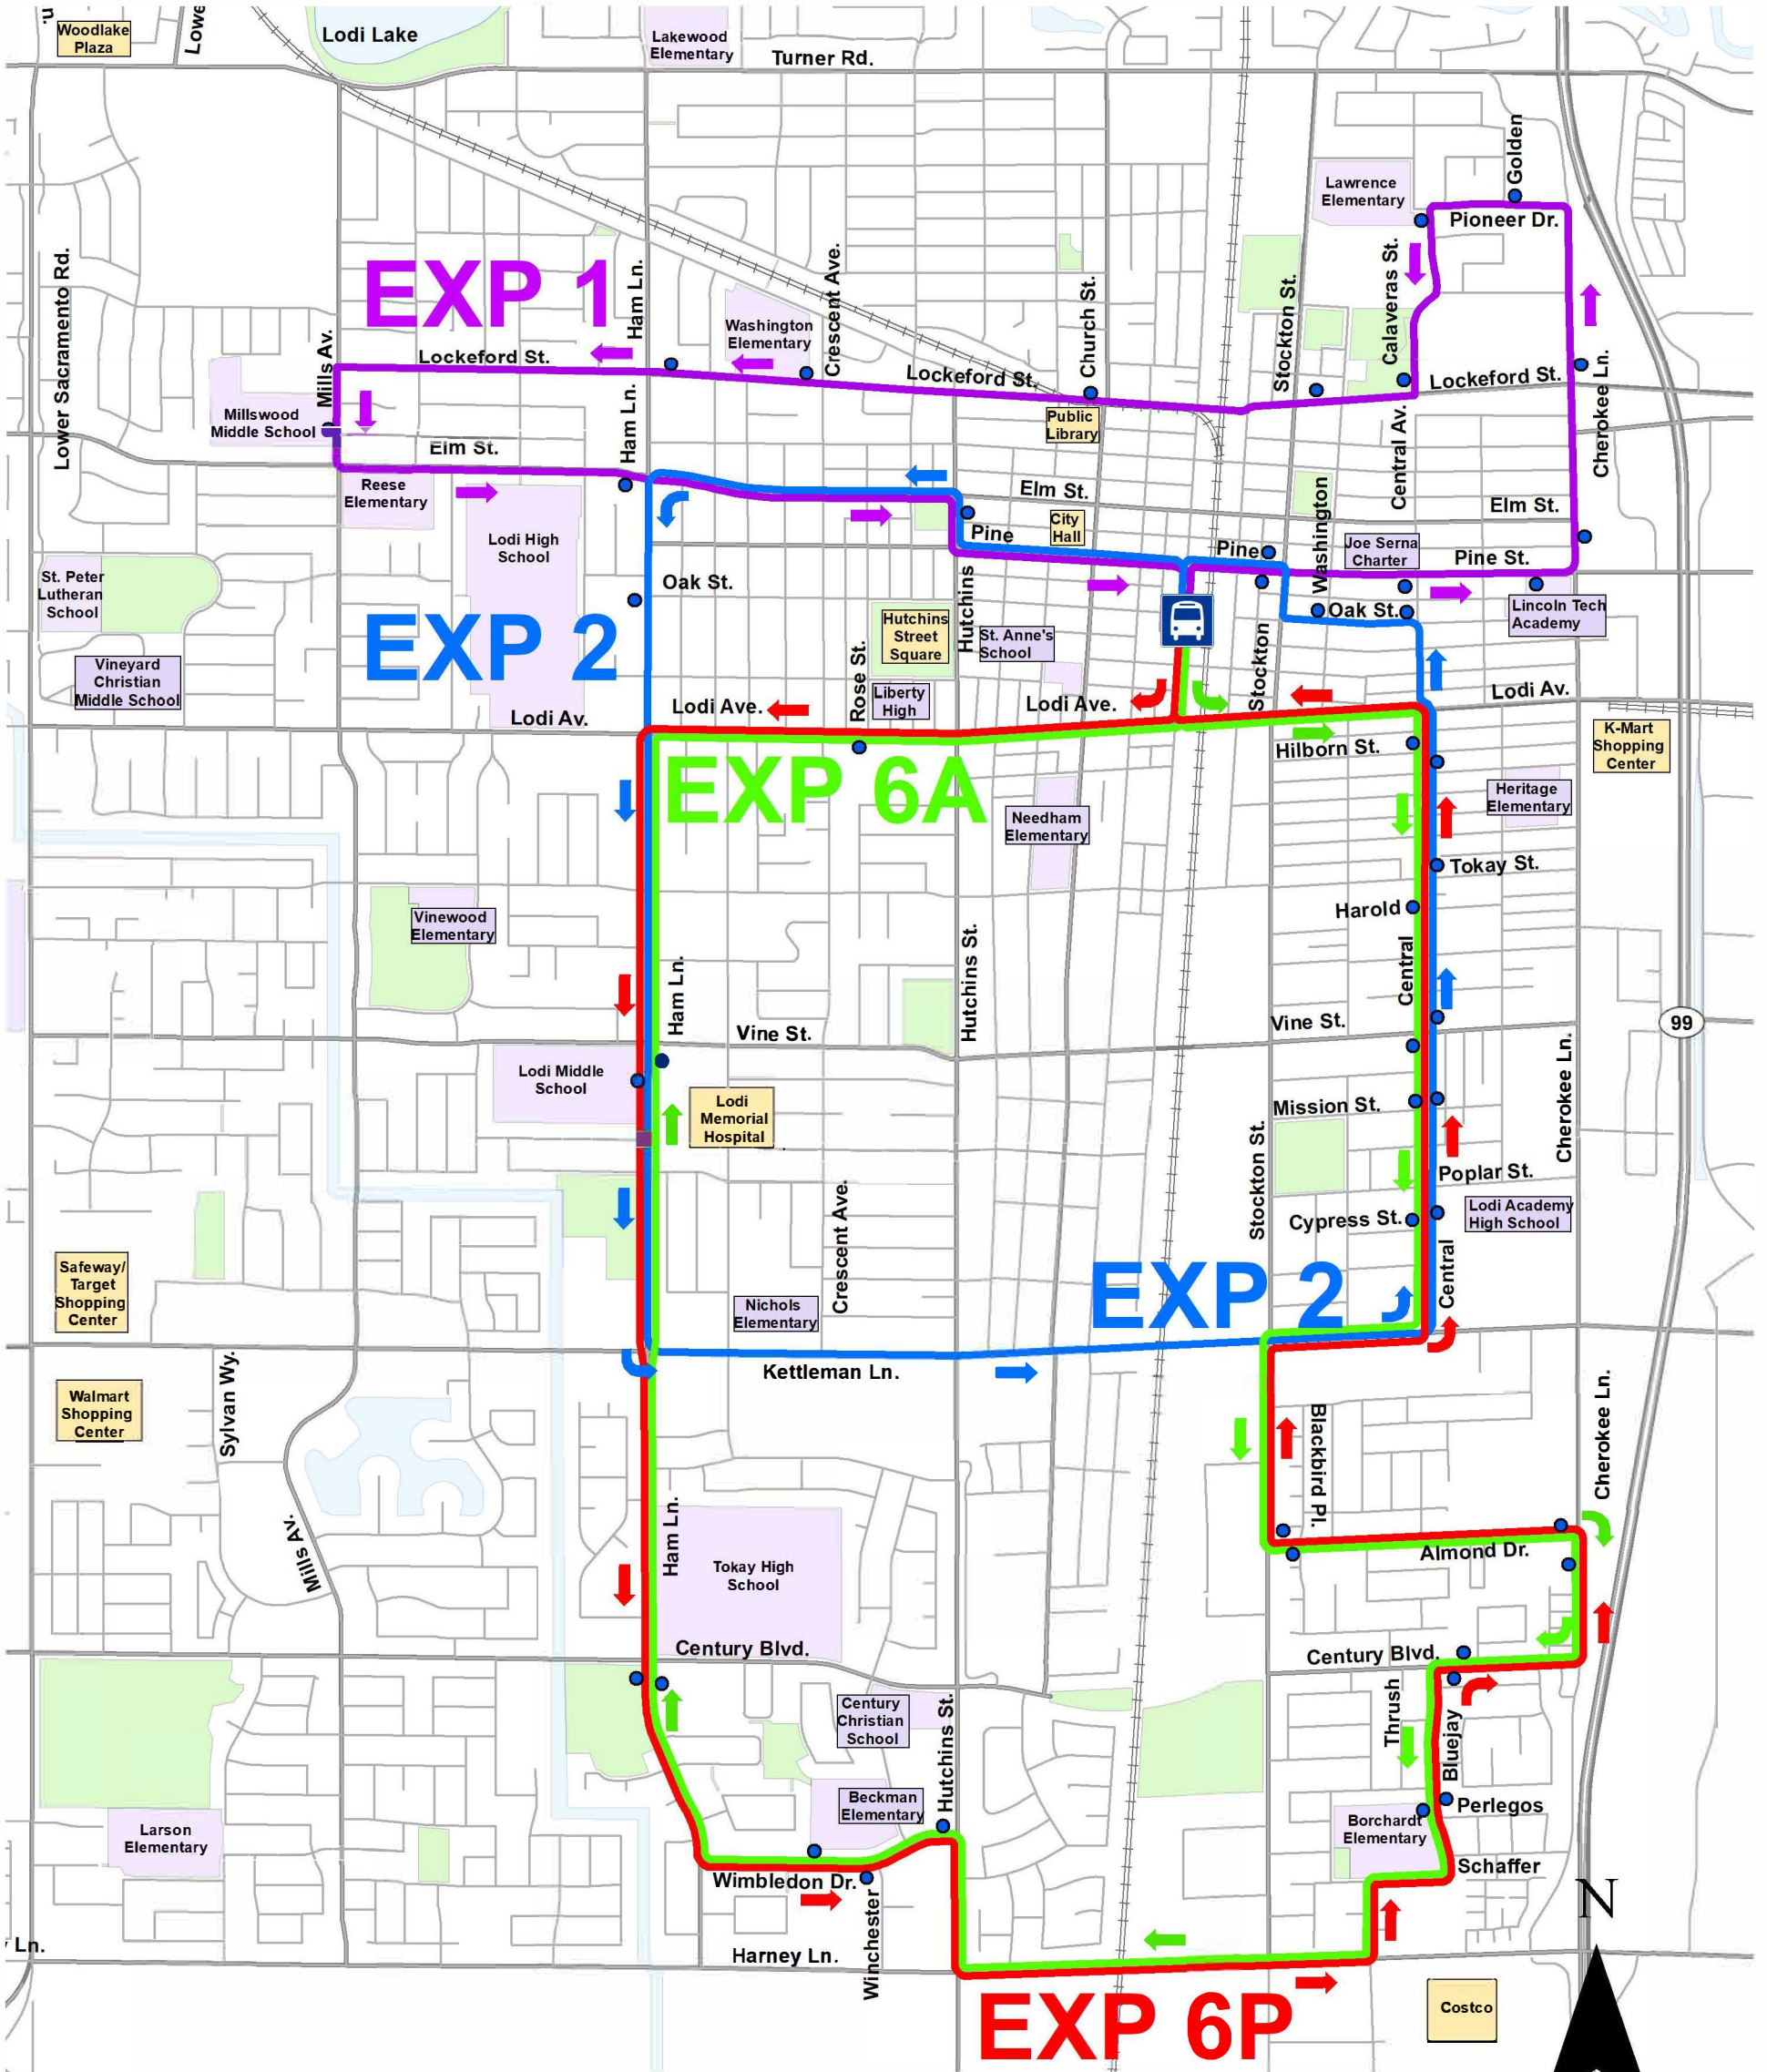 Woodlake
Plaza
Lowe
Lodi Lake
Lakewood
Elementary
Turner Rd.
Golden
Lawrence
Elementary
Pioneer Dr.
Lower Sacramento Rd.
EXP 1
Ham Ln.
Washington
Elementary
Crescent Ave.
Church St.
Stockton St.
Calaveras St.
Mills Av.
Lockeford St.
Lockeford St.
Lockeford St.
Cherokee Ln.
Millswood
Middle School
Elm St.
Ham Ln.
Public
Library
Central Av.
Reese
Elementary
Elm St.
Elm St.
Washington
Lodi High
School
City
Hall
Pine
Pine
Joe Serna
Charter
Pine St.
St. Peter
Lutheran
School
Oak St.
Hutchins
Oak St.
Lincoln Tech
Academy
EXP 2
Hutchins
Street
Square
St. Anne's
School
Stockton
Vineyard
Christian
Middle School
Rose St.
Liberty
High
Lodi Av.
Lodi Ave.
Lodi Ave.
Lodi Av.
Hilborn St.
K-Mart
Shopping
Center
EXP 6A
Needham
Elementary
Heritage
Elementary
Tokay St.
Vinewood
Elementary
Harold
Ham Ln.
Hutchins St.
Central
Vine St.
Vine St.
99
Lodi Middle
School
Lodi
Memorial
Hospital
Mission St.
Cherokee Ln.
Stockton St.
Poplar St.
Crescent Ave.
Cypress St.
Lodi Academy
High School
Safeway/
Target
Shopping
Center
Nichols
Elementary
EXP 2
Central
Kettleman Ln.
Walmart
Shopping
Center
Sylvan Wy.
Blackbird Pl.
Cherokee Ln.
Mills Av.
Ham Ln.
Tokay High
School
Almond Dr.
Century Blvd.
Century Blvd.
Century
Christian
School
Hutchins St.
Thrush
Bluejay
Beckman
Elementary
Perlegos
Larson
Elementary
Borchardt
Elementary
Wimbledon Dr.
Schaffer
Winchester
N
Ln.
Harney Ln.
Costco
EXP 6P